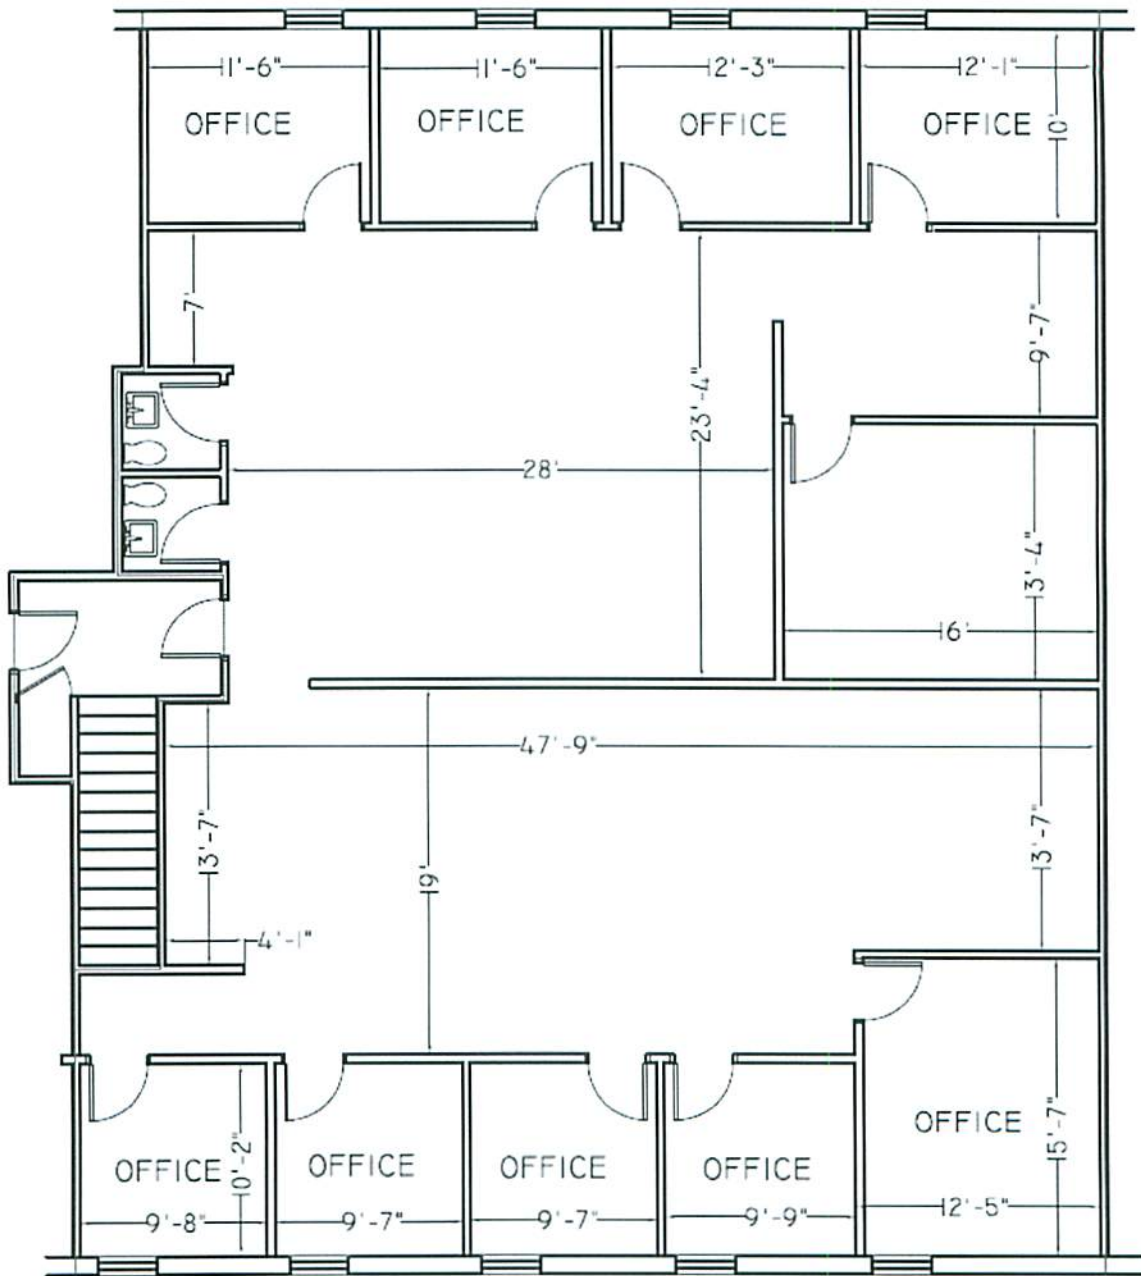 11'-6"
11'-6"
12'-3"
12'-1"
OFFICE
OFFICE
OFFICE
OFFICE
10'
7'
9'-7"
23'-4"
28'
13'-4"
16'
47'-9"
13'-7"
19'
13'-7"
4'-1"
OFFICE
15'-7"
OFFICE
10'-2"
OFFICE
OFFICE
OFFICE
9'-8"
9'-7"
9'-7"
9'-9"
12'-5"